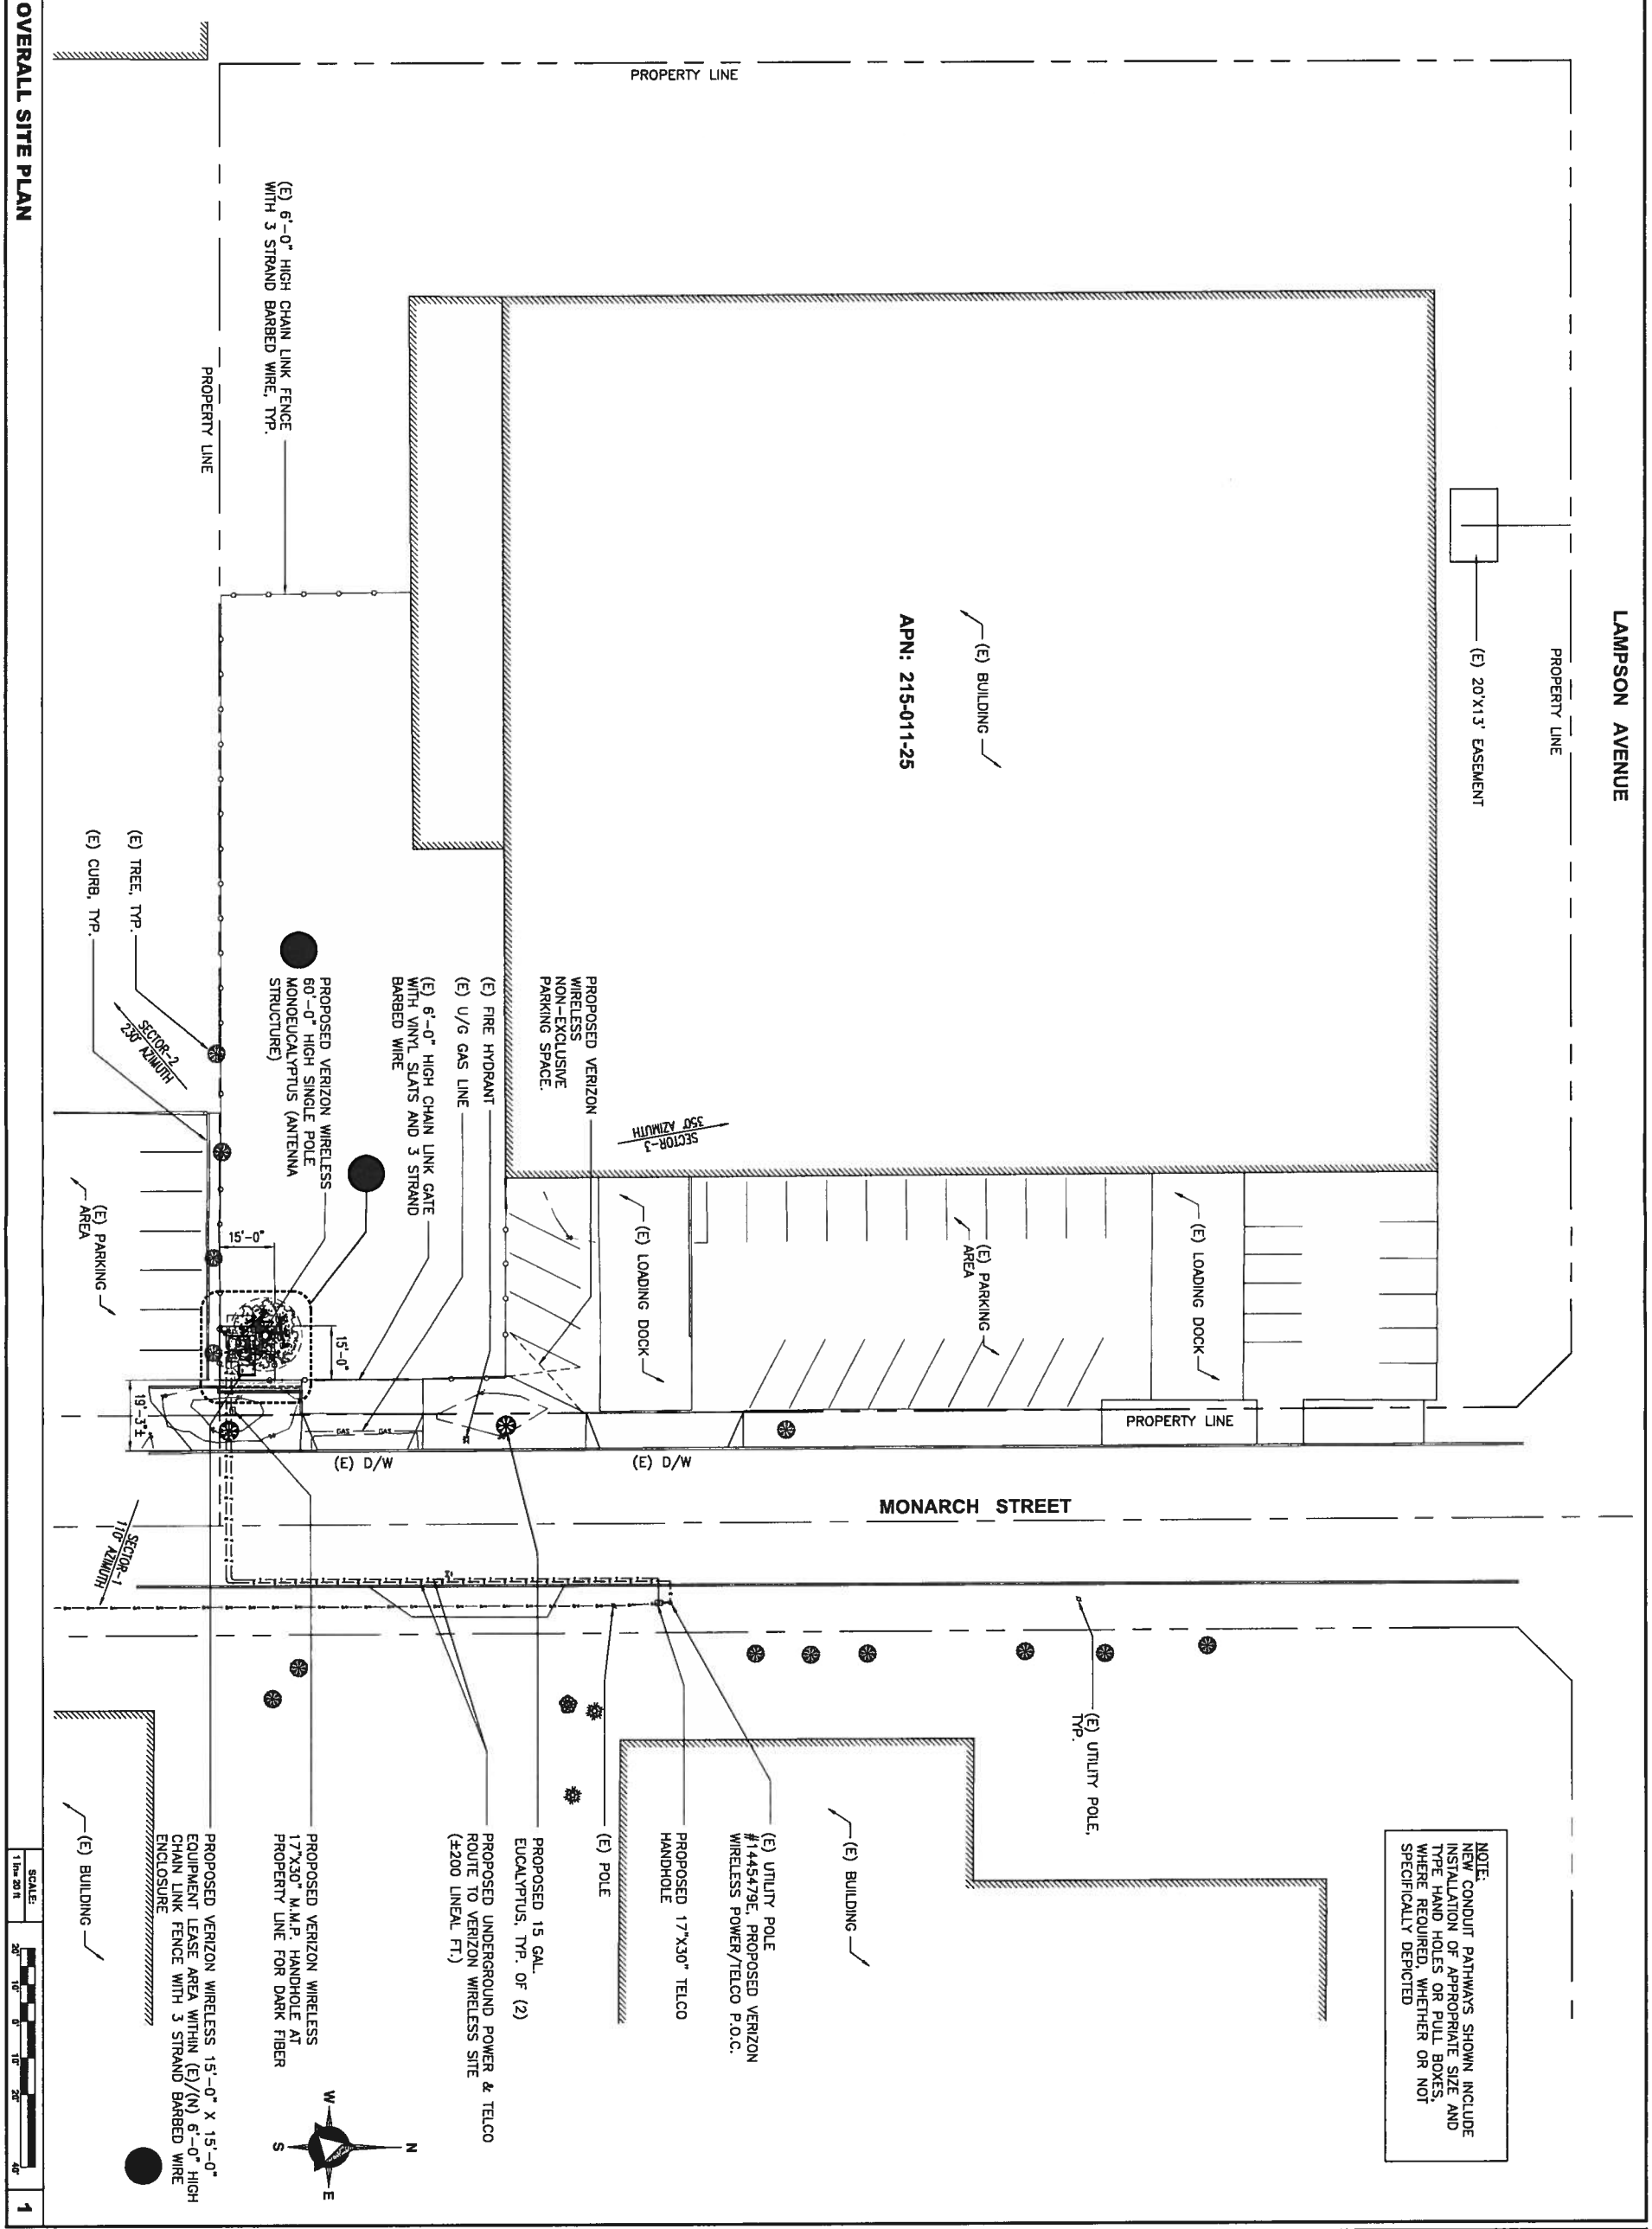 LAMPSON AVENUE
PROPERTY LINE
(E) 20'X13' EASEMENT
NOTE:
NEW CONDUIT PATHWAYS SHOWN INCLUDE
INSTALLATION OF APPROPRIATE SIZE AND
TYPE HAND HOLES OR PULL BOXES,
WHERE REQUIRED, WHETHER OR NOT
SPECIFICALLY DEPICTED
PROPERTY LINE
(E) BUILDING
APN: 215-011-25
(E) LOADING DOCK
(E) PARKING
AREA
(E) LOADING DOCK
PROPERTY LINE
MONARCH STREET
(E) D/W
(E) D/W
(E) UTILITY POLE,
TYP.
(E) BUILDING
SECTOR-3
350° AZIMUTH
PROPOSED VERIZON
WIRELESS
NON-EXCLUSIVE
PARKING SPACE.
(E) FIRE HYDRANT
(E) U/G GAS LINE
(E) 6'-0" HIGH CHAIN LINK GATE
WITH VINYL SLATS AND 3 STRAND
BARBED WIRE
PROPOSED VERIZON WIRELESS
60'-0" HIGH SINGLE POLE
MONOEUCALYPTUS (ANTENNA
STRUCTURE)
(E) 6'-0" HIGH CHAIN LINK FENCE
WITH 3 STRAND BARBED WIRE, TYP.
PROPERTY LINE
(E) TREE, TYP.
(E) CURB, TYP.
SECTOR-2
230° AZIMUTH
(E) PARKING
AREA
15'-0"
15'-0"
19'-3"±
GAS
GAS
SECTOR-1
110° AZIMUTH
(E) UTILITY POLE
#1445479E, PROPOSED VERIZON
WIRELESS POWER/TELCO P.O.C.
PROPOSED 17"X30" TELCO
HANDHOLE
(E) POLE
PROPOSED 15 GAL.
EUCALYPTUS, TYP. OF (2)
PROPOSED UNDERGROUND POWER & TELCO
ROUTE TO VERIZON WIRELESS SITE
(±200 LINEAL FT.)
PROPOSED VERIZON WIRELESS
17"X30" M.M.P. HANDHOLE AT
PROPERTY LINE FOR DARK FIBER
PROPOSED VERIZON WIRELESS 15'-0" X 15'-0"
EQUIPMENT LEASE AREA WITHIN (E)/(N) 6'-0" HIGH
CHAIN LINK FENCE WITH 3 STRAND BARBED WIRE
ENCLOSURE
(E) BUILDING
N
W
E
S
OVERALL SITE PLAN
SCALE:
1 in= 20 ft
20' 10' 0' 10' 20' 40'
1